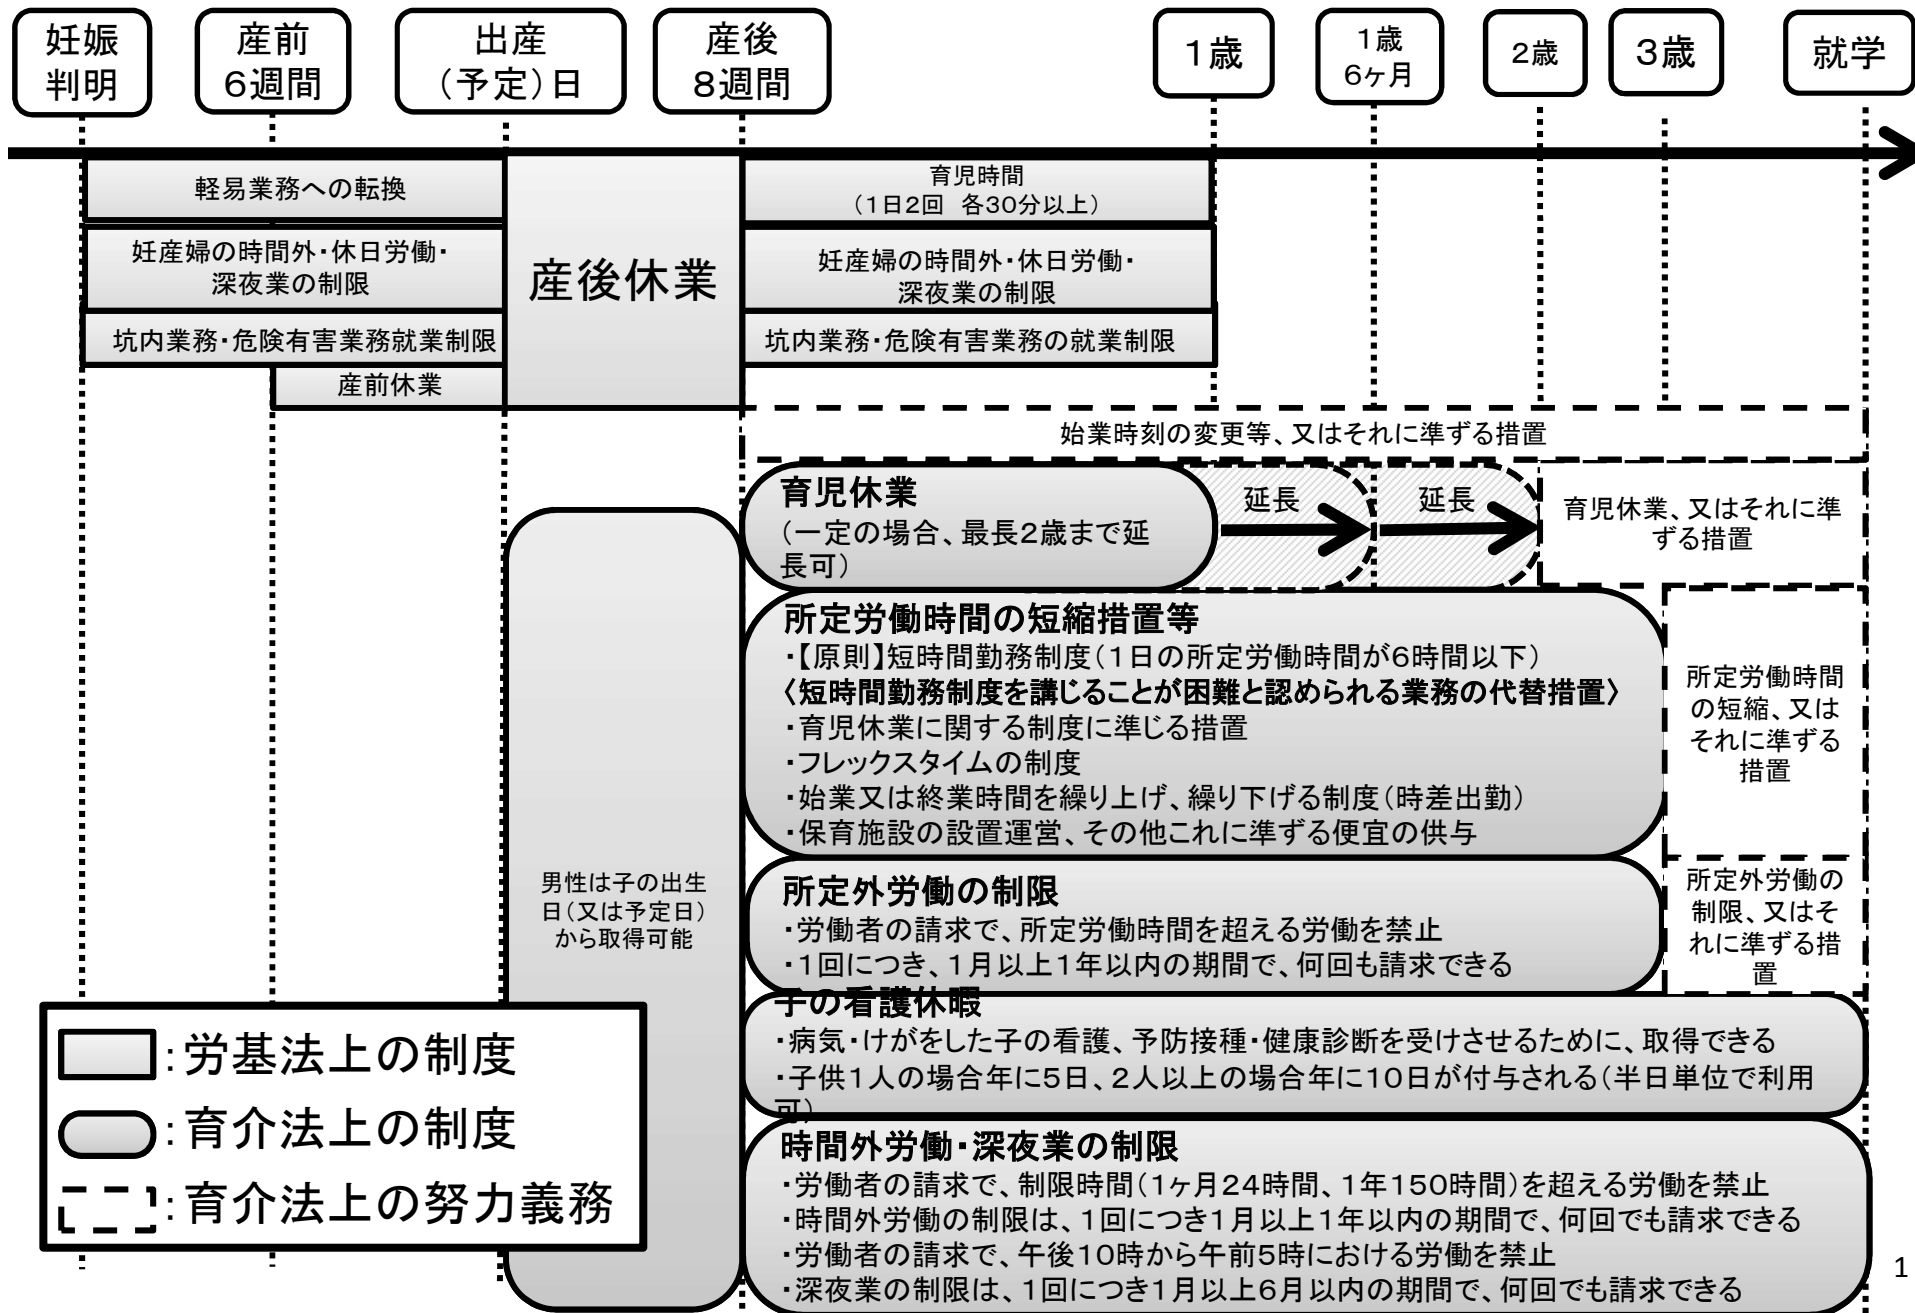 妊娠
判明
産前
6週間
出産
（予定）日
産後
8週間
1歳
1歳
6ヶ月
2歳
3歳
就学
軽易業務への転換
育児時間
（1日2回　各30分以上）
妊産婦の時間外・休日労働・
深夜業の制限
産後休業
妊産婦の時間外・休日労働・
深夜業の制限
坑内業務・危険有害業務就業制限
坑内業務・危険有害業務の就業制限
産前休業
始業時刻の変更等、又はそれに準ずる措置
育児休業
（一定の場合、最長2歳まで延
長可）
延長
延長
育児休業、又はそれに準
ずる措置
所定労働時間の短縮措置等
・【原則】短時間勤務制度（1日の所定労働時間が6時間以下）
〈短時間勤務制度を講じることが困難と認められる業務の代替措置〉
・育児休業に関する制度に準じる措置
・フレックスタイムの制度
・始業又は終業時間を繰り上げ、繰り下げる制度（時差出勤）
・保育施設の設置運営、その他これに準ずる便宜の供与
所定労働時間
の短縮、又は
それに準ずる
措置
男性は子の出生
日（又は予定日）
から取得可能
所定外労働の制限
・労働者の請求で、所定労働時間を超える労働を禁止
・1回につき、1月以上1年以内の期間で、何回も請求できる
所定外労働の
制限、又はそ
れに準ずる措
置
子の看護休暇
・病気・けがをした子の看護、予防接種・健康診断を受けさせるために、取得できる
・子供1人の場合年に5日、2人以上の場合年に10日が付与される（半日単位で利用
可）
時間外労働・深夜業の制限
・労働者の請求で、制限時間（1ヶ月24時間、1年150時間）を超える労働を禁止
・時間外労働の制限は、1回につき1月以上1年以内の期間で、何回でも請求できる
・労働者の請求で、午後10時から午前5時における労働を禁止
・深夜業の制限は、1回につき1月以上6月以内の期間で、何回でも請求できる
：労基法上の制度
：育介法上の制度
：育介法上の努力義務
1